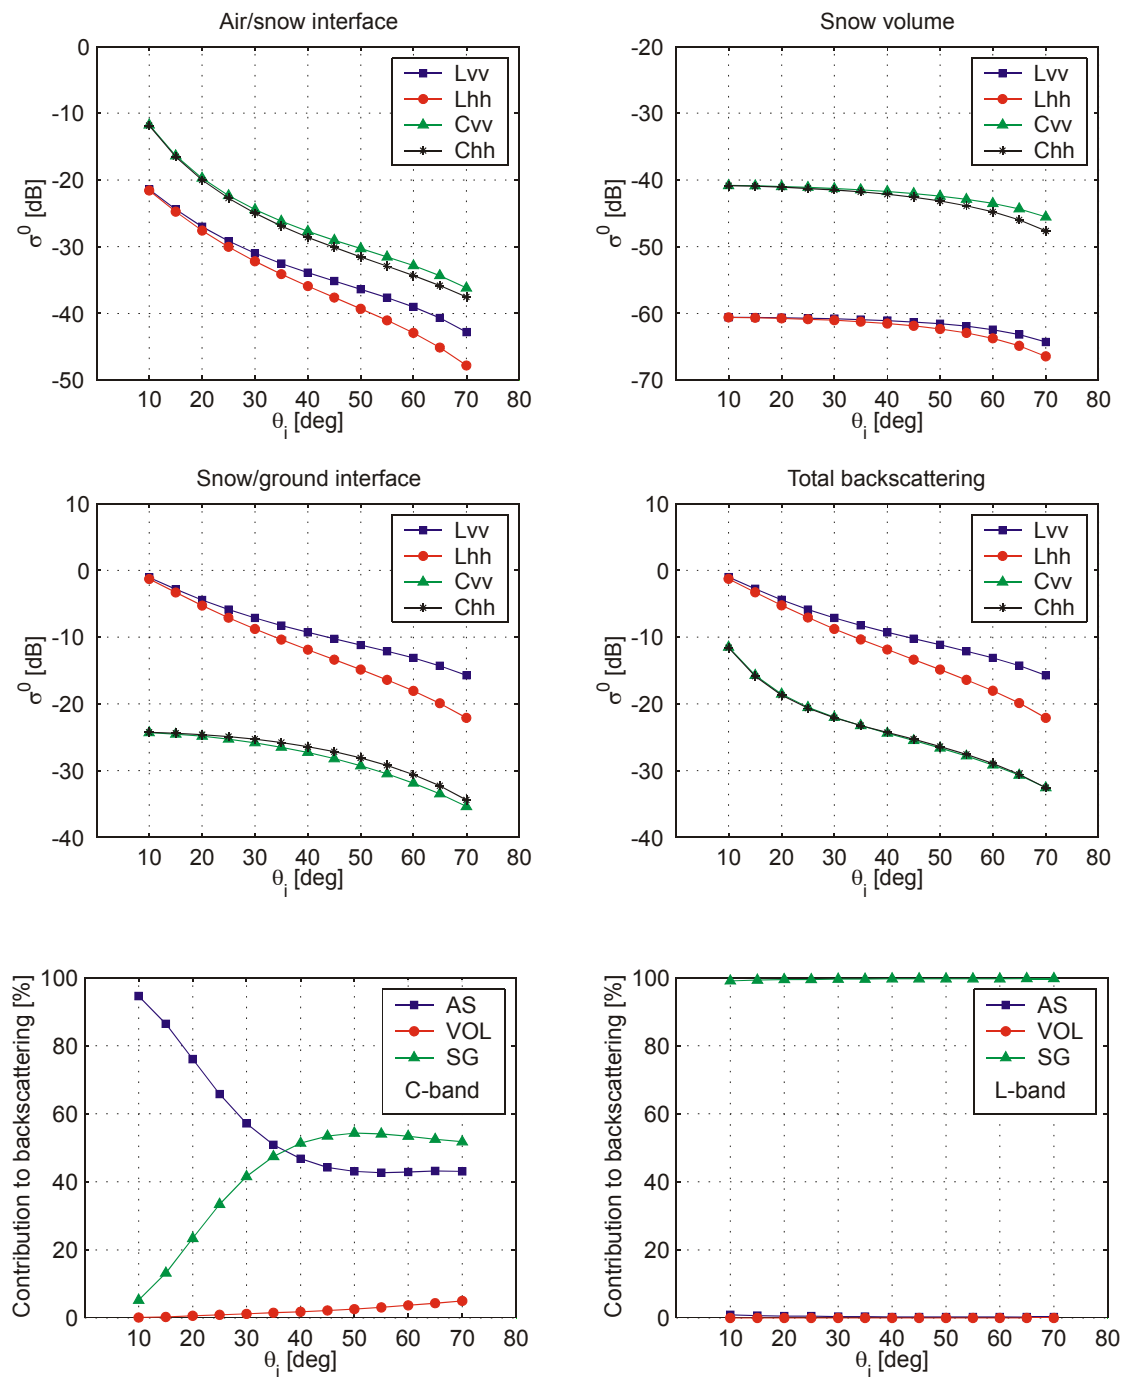 Air/snow interface
0
-10
-20
-30
-40
-50
σ⁰ [dB]
10 20 30 40 50 60 70 80
θi [deg]
Lvv
Lhh
Cvv
Chh
Snow volume
-20
-30
-40
-50
-60
-70
σ⁰ [dB]
10 20 30 40 50 60 70 80
θi [deg]
Lvv
Lhh
Cvv
Chh
Snow/ground interface
10
0
-10
-20
-30
-40
σ⁰ [dB]
10 20 30 40 50 60 70 80
θi [deg]
Lvv
Lhh
Cvv
Chh
Total backscattering
10
0
-10
-20
-30
-40
σ⁰ [dB]
10 20 30 40 50 60 70 80
θi [deg]
Lvv
Lhh
Cvv
Chh
Contribution to backscattering [%]
100
80
60
40
20
0
10 20 30 40 50 60 70 80
θi [deg]
AS
VOL
SG
C-band
Contribution to backscattering [%]
100
80
60
40
20
0
10 20 30 40 50 60 70 80
θi [deg]
AS
VOL
SG
L-band